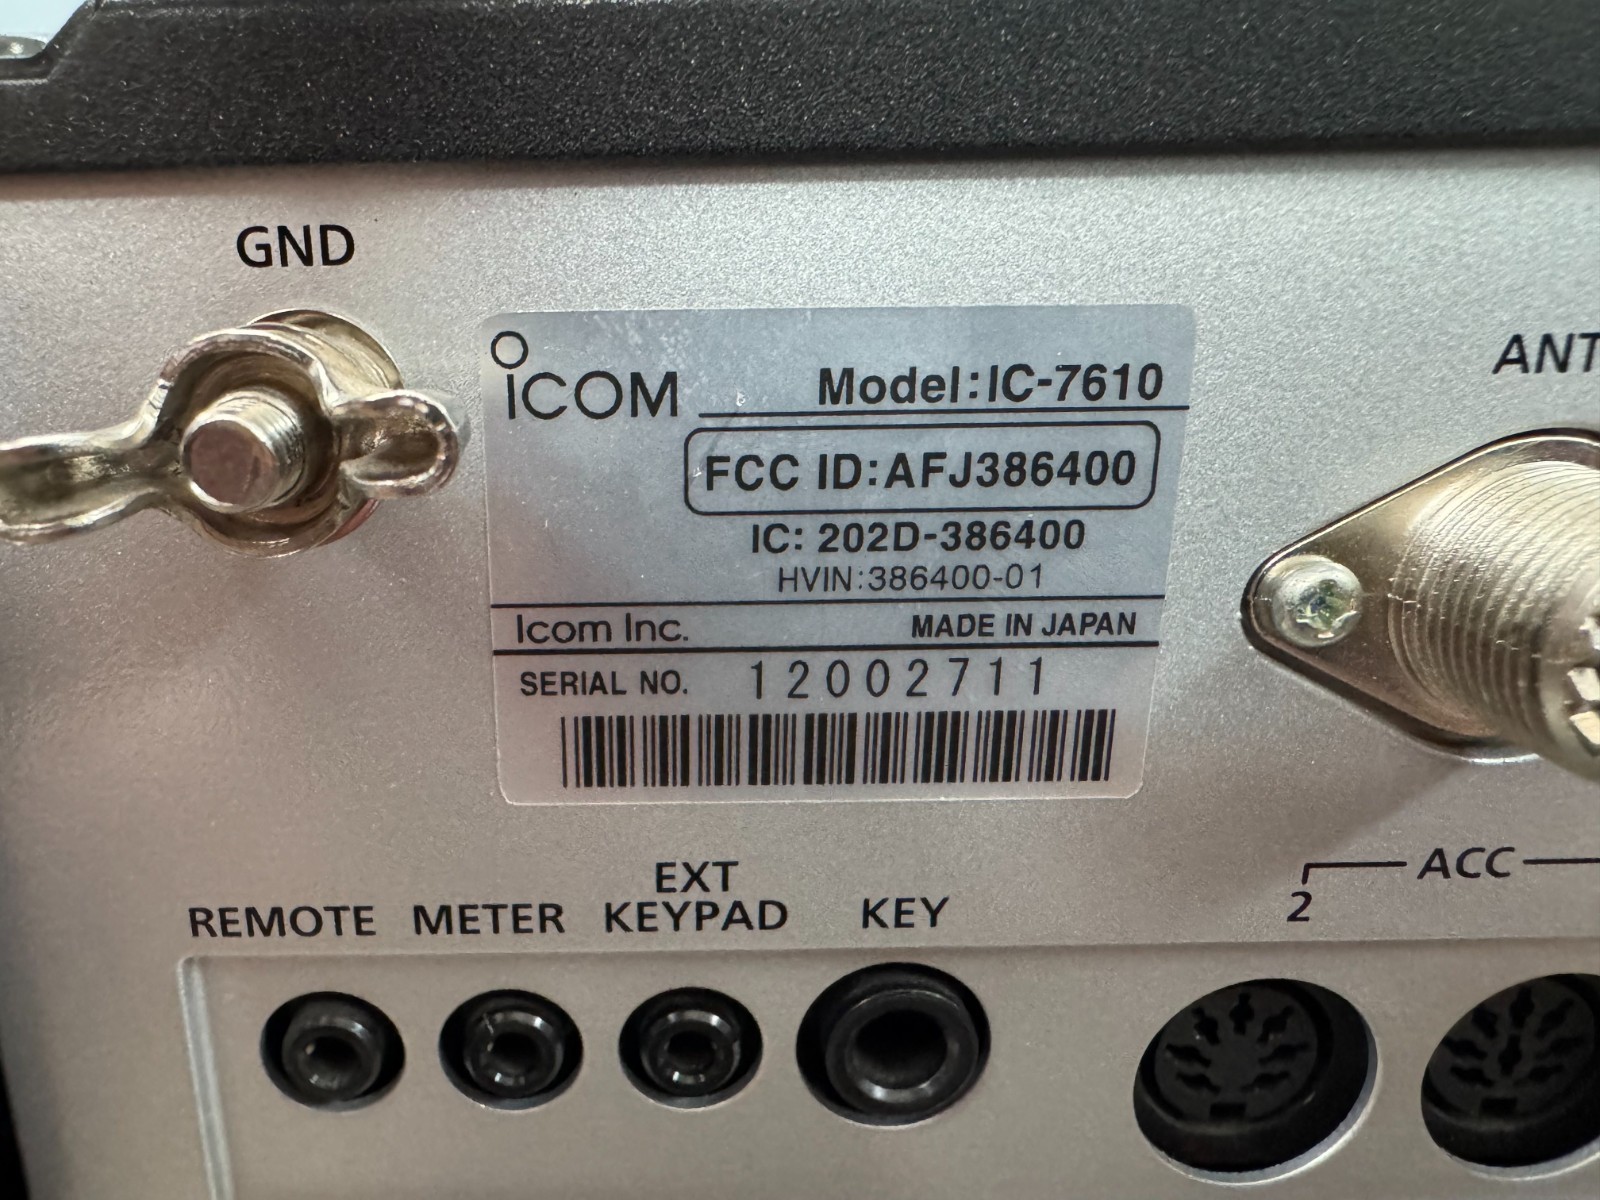 GND
ICOM
Model:IC-7610
FCC ID:AFJ386400
IC: 202D-386400
HVIN:386400-01
Icom Inc. MADE IN JAPAN
SERIAL NO. 12002711
ANT
ACC
2
REMOTE METER EXT KEYPAD KEY